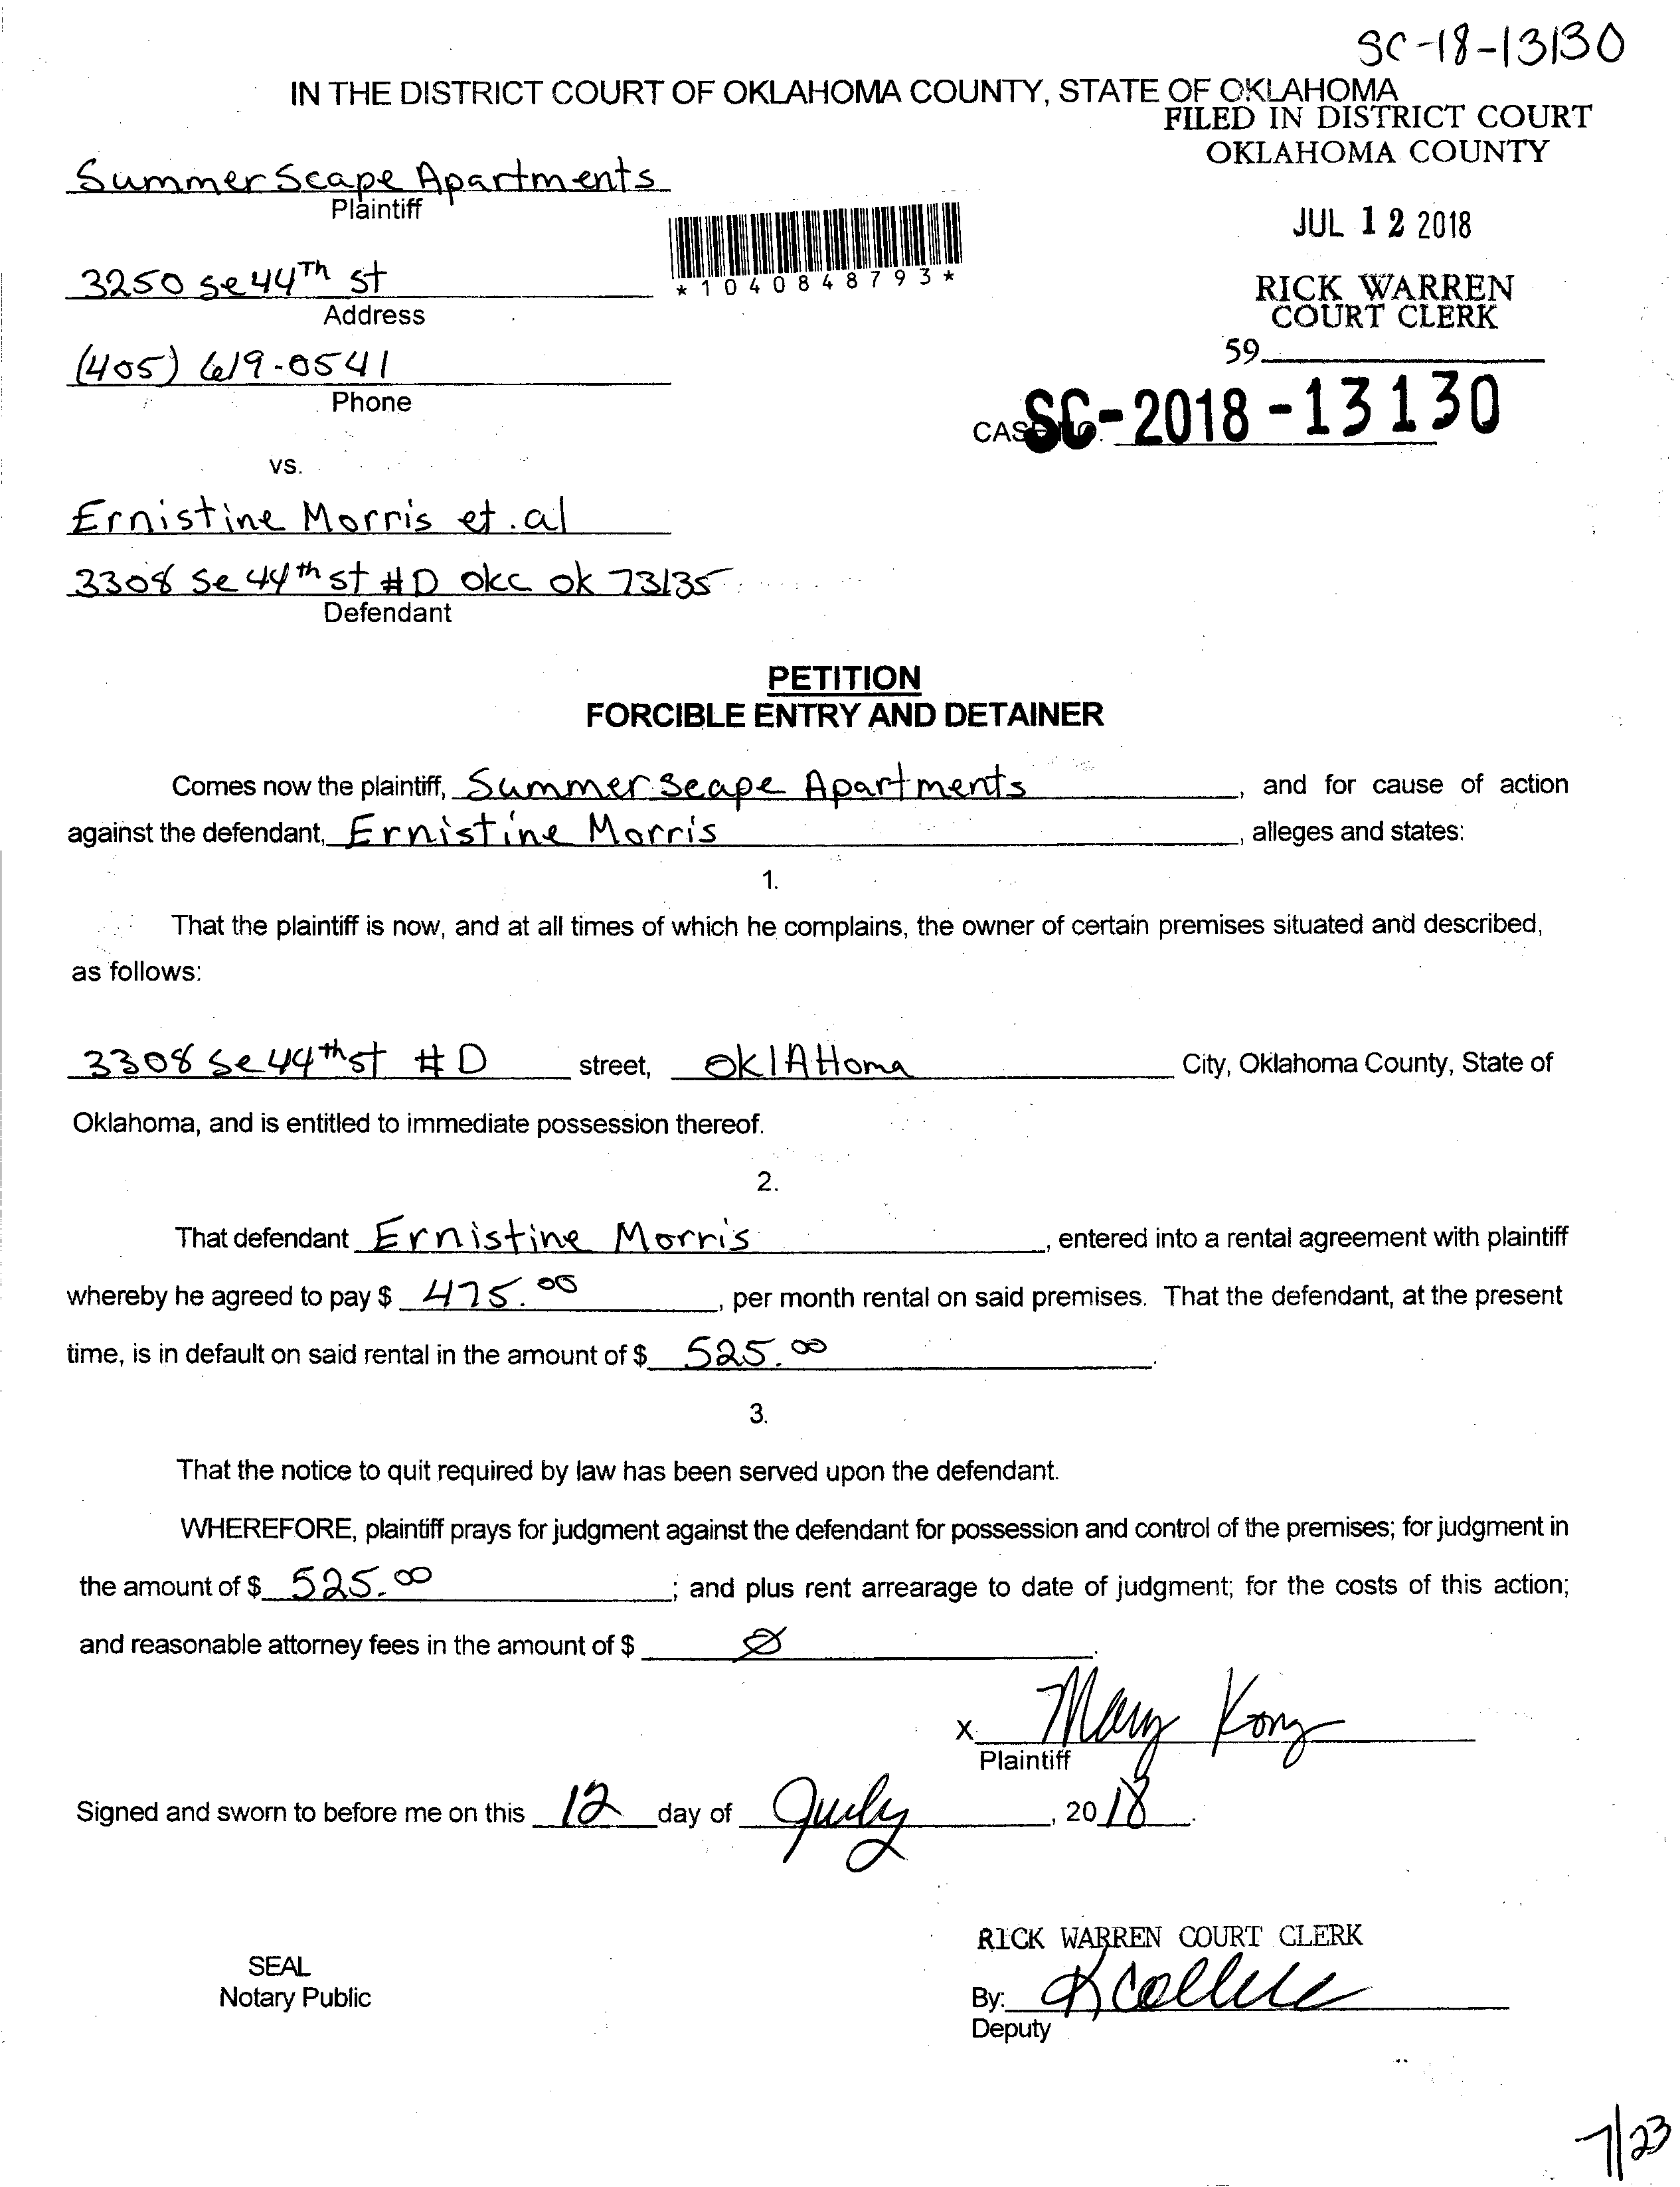 SC-18-13130
IN THE DISTRICT COURT OF OKLAHOMA COUNTY, STATE OF OKLAHOMA
FILED IN DISTRICT COURT
OKLAHOMA COUNTY
Summer Scape Apartments
Plaintiff
JUL 12 2018
*1040848793*
3250 se 44Th st
Address
RICK WARREN
COURT CLERK
59
(405) 619-0541
Phone
CASE NO. SC-2018-13130
vs.
Ernistine Morris et.al
3308 Se 44th st #D okc ok 73135
Defendant
PETITION
FORCIBLE ENTRY AND DETAINER
Comes now the plaintiff, Summer Scape Apartments, and for cause of action
against the defendant, Ernistine Morris, alleges and states:
1.
That the plaintiff is now, and at all times of which he complains, the owner of certain premises situated and described,
as follows:
3308 Se 44th st #D street, OklAHoma City, Oklahoma County, State of
Oklahoma, and is entitled to immediate possession thereof.
2.
That defendant Ernistine Morris, entered into a rental agreement with plaintiff
whereby he agreed to pay $ 475.00, per month rental on said premises. That the defendant, at the present
time, is in default on said rental in the amount of $ 525.00.
3.
That the notice to quit required by law has been served upon the defendant.
WHEREFORE, plaintiff prays for judgment against the defendant for possession and control of the premises; for judgment in
the amount of $ 525.00; and plus rent arrearage to date of judgment; for the costs of this action;
and reasonable attorney fees in the amount of $ Ø.
X Mary Kong
Plaintiff
Signed and sworn to before me on this 12 day of July, 2018.
RICK WARREN COURT CLERK
SEAL
Notary Public
By:
Deputy
7/23